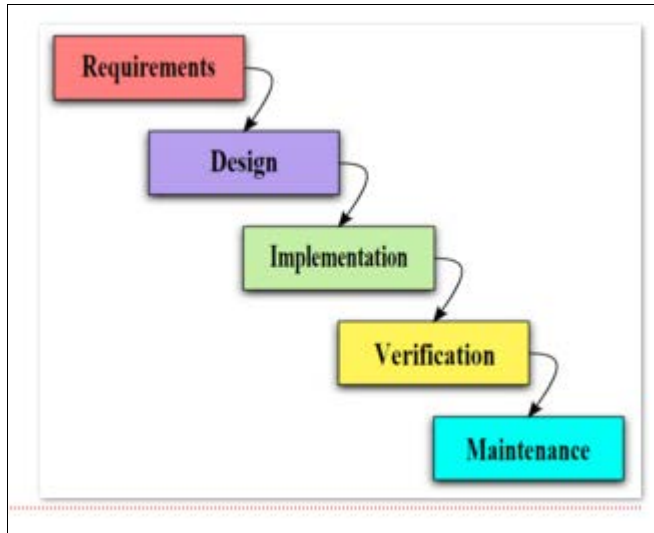 Requirements
Design
Implementation
Verification
Maintenance